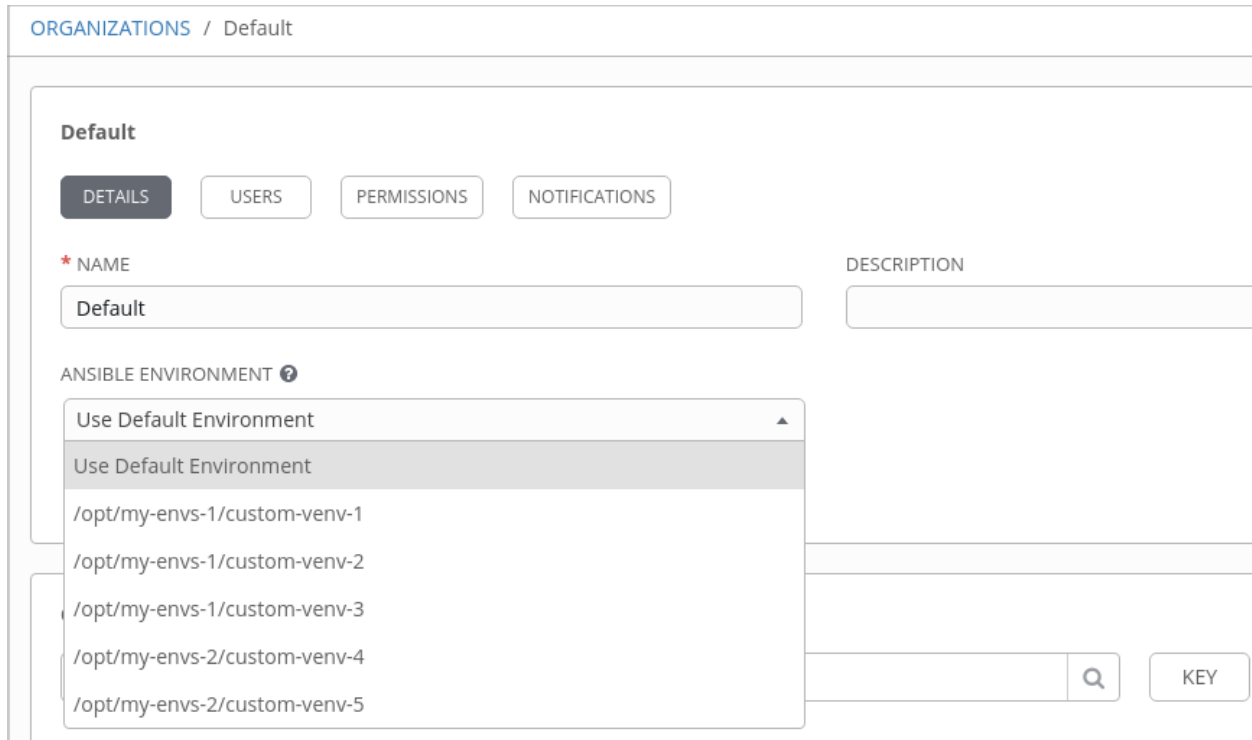 ORGANIZATIONS / Default
Default
DETAILS USERS PERMISSIONS NOTIFICATIONS
* NAME DESCRIPTION
Default
ANSIBLE ENVIRONMENT ?
Use Default Environment
Use Default Environment
/opt/my-envs-1/custom-venv-1
/opt/my-envs-1/custom-venv-2
/opt/my-envs-1/custom-venv-3
/opt/my-envs-2/custom-venv-4
/opt/my-envs-2/custom-venv-5
KEY